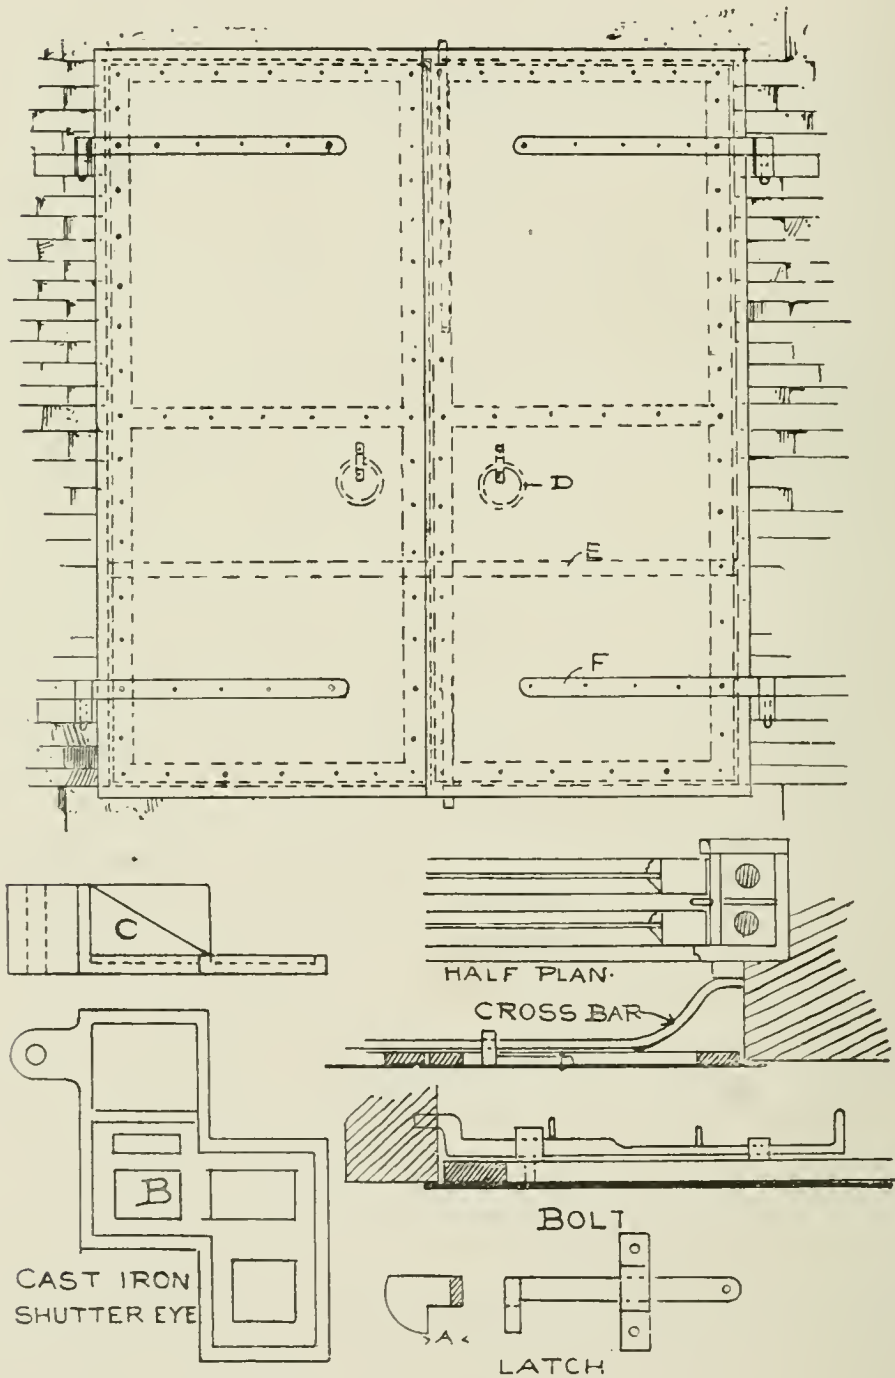 D
E
F
C
HALF PLAN.
CROSS BAR
B
CAST IRON
SHUTTER EYE
BOLT
A
LATCH